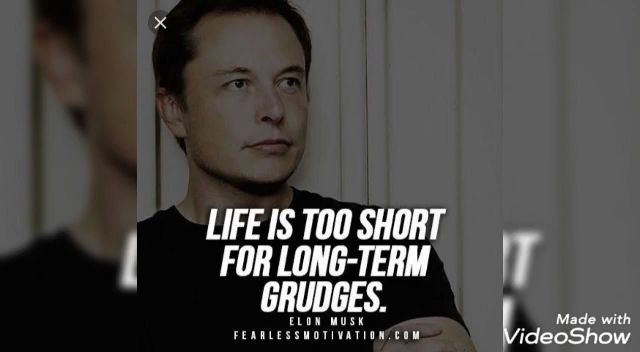 LIFE IS TOO SHORT
FOR LONG-TERM
GRUDGES.
ELON MUSK
FEARLESSMOTIVATION.COM
Made with
VideoShow